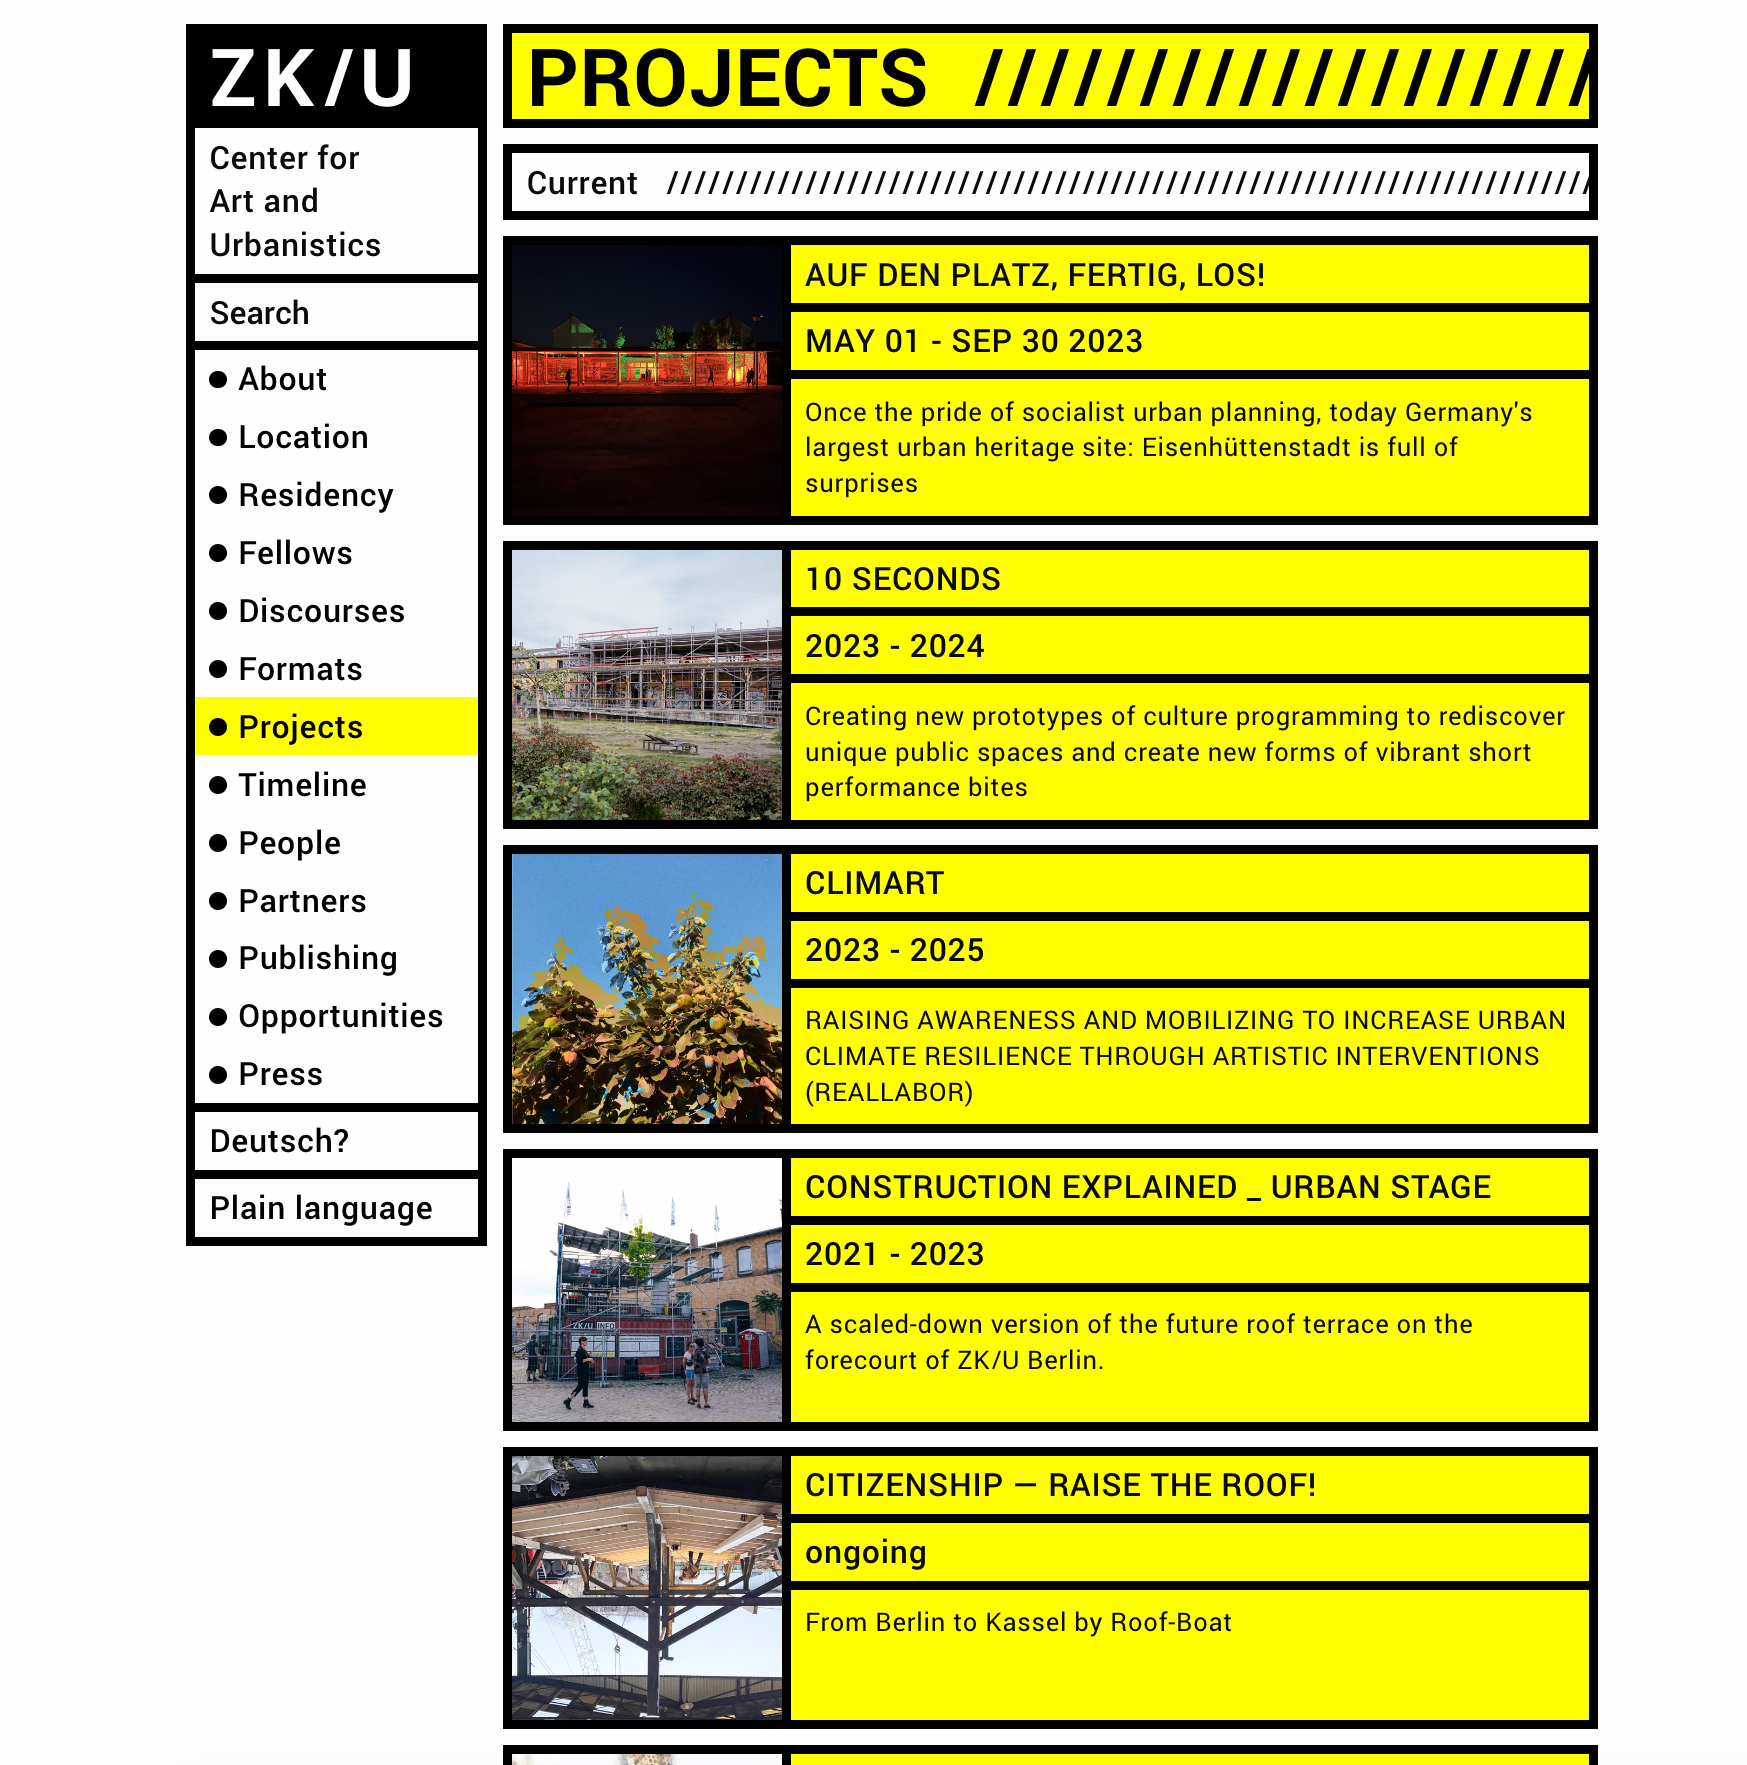 ZK/U
Center for
Art and
Urbanistics
Search
About
Location
Residency
Fellows
Discourses
Formats
Projects
Timeline
People
Partners
Publishing
Opportunities
Press
Deutsch?
Plain language
PROJECTS ///////////////////
Current ////////////////////////////////////////////////////////////////////
AUF DEN PLATZ, FERTIG, LOS!
MAY 01 - SEP 30 2023
Once the pride of socialist urban planning, today Germany's
largest urban heritage site: Eisenhüttenstadt is full of
surprises
10 SECONDS
2023 - 2024
Creating new prototypes of culture programming to rediscover
unique public spaces and create new forms of vibrant short
performance bites
CLIMART
2023 - 2025
RAISING AWARENESS AND MOBILIZING TO INCREASE URBAN
CLIMATE RESILIENCE THROUGH ARTISTIC INTERVENTIONS
(REALLABOR)
CONSTRUCTION EXPLAINED _ URBAN STAGE
2021 - 2023
A scaled-down version of the future roof terrace on the
forecourt of ZK/U Berlin.
ZK/U INFO
CITIZENSHIP — RAISE THE ROOF!
ongoing
From Berlin to Kassel by Roof-Boat